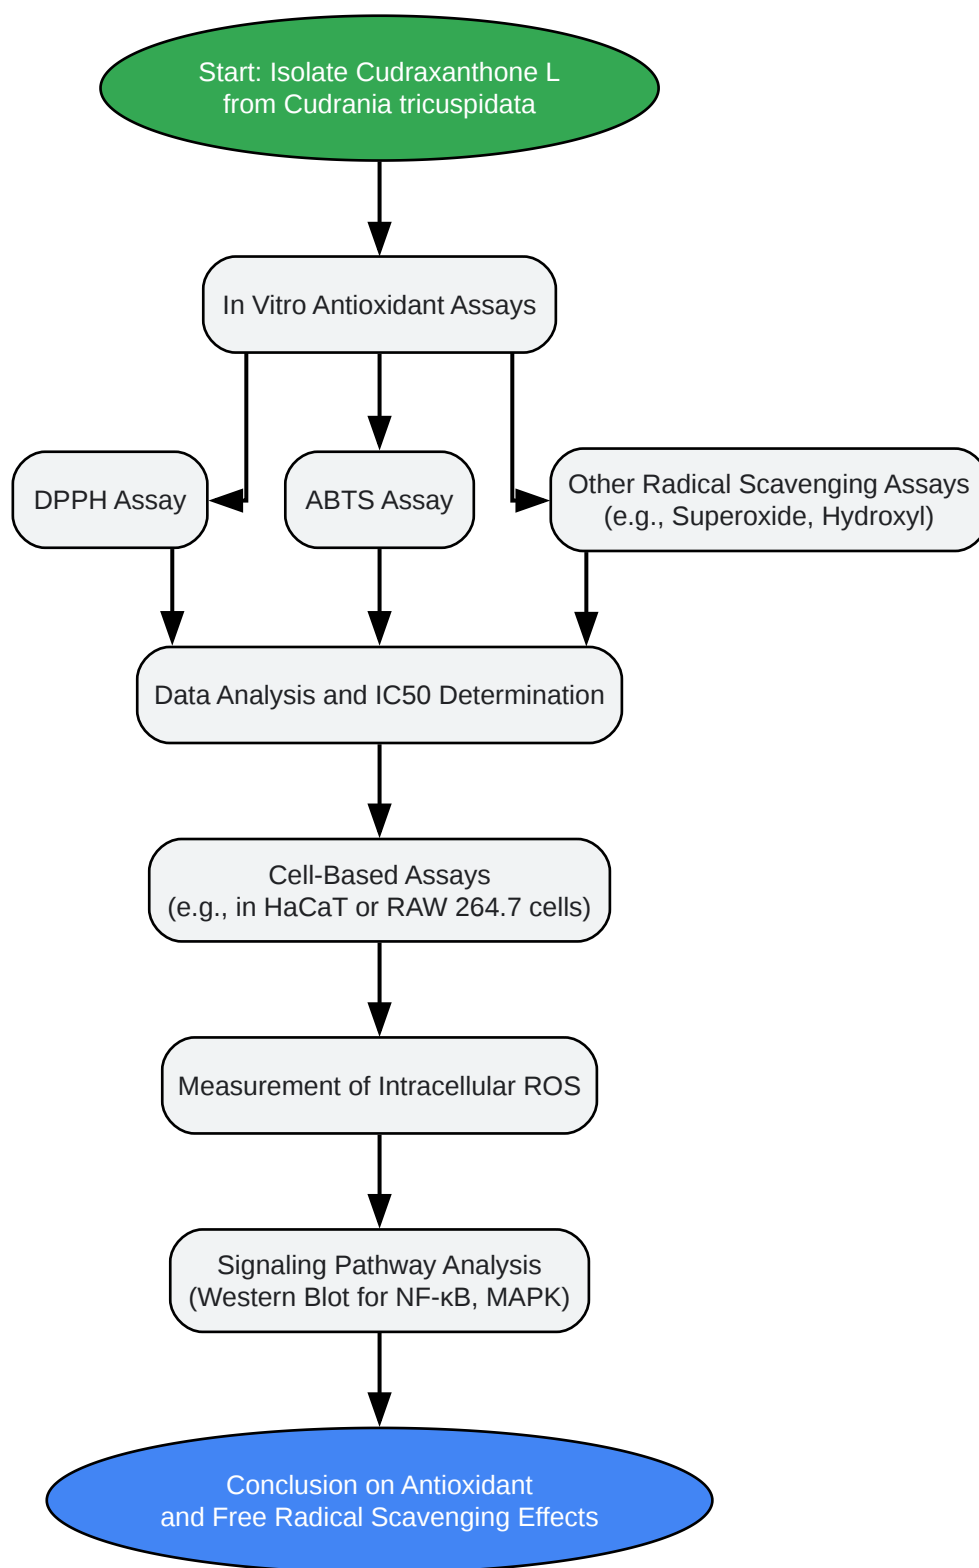 Start: Isolate Cudraxanthone L
from Cudrania tricuspidata
In Vitro Antioxidant Assays
DPPH Assay
ABTS Assay
Other Radical Scavenging Assays
(e.g., Superoxide, Hydroxyl)
Data Analysis and IC50 Determination
Cell-Based Assays
(e.g., in HaCaT or RAW 264.7 cells)
Measurement of Intracellular ROS
Signaling Pathway Analysis
(Western Blot for NF-κB, MAPK)
Conclusion on Antioxidant
and Free Radical Scavenging Effects